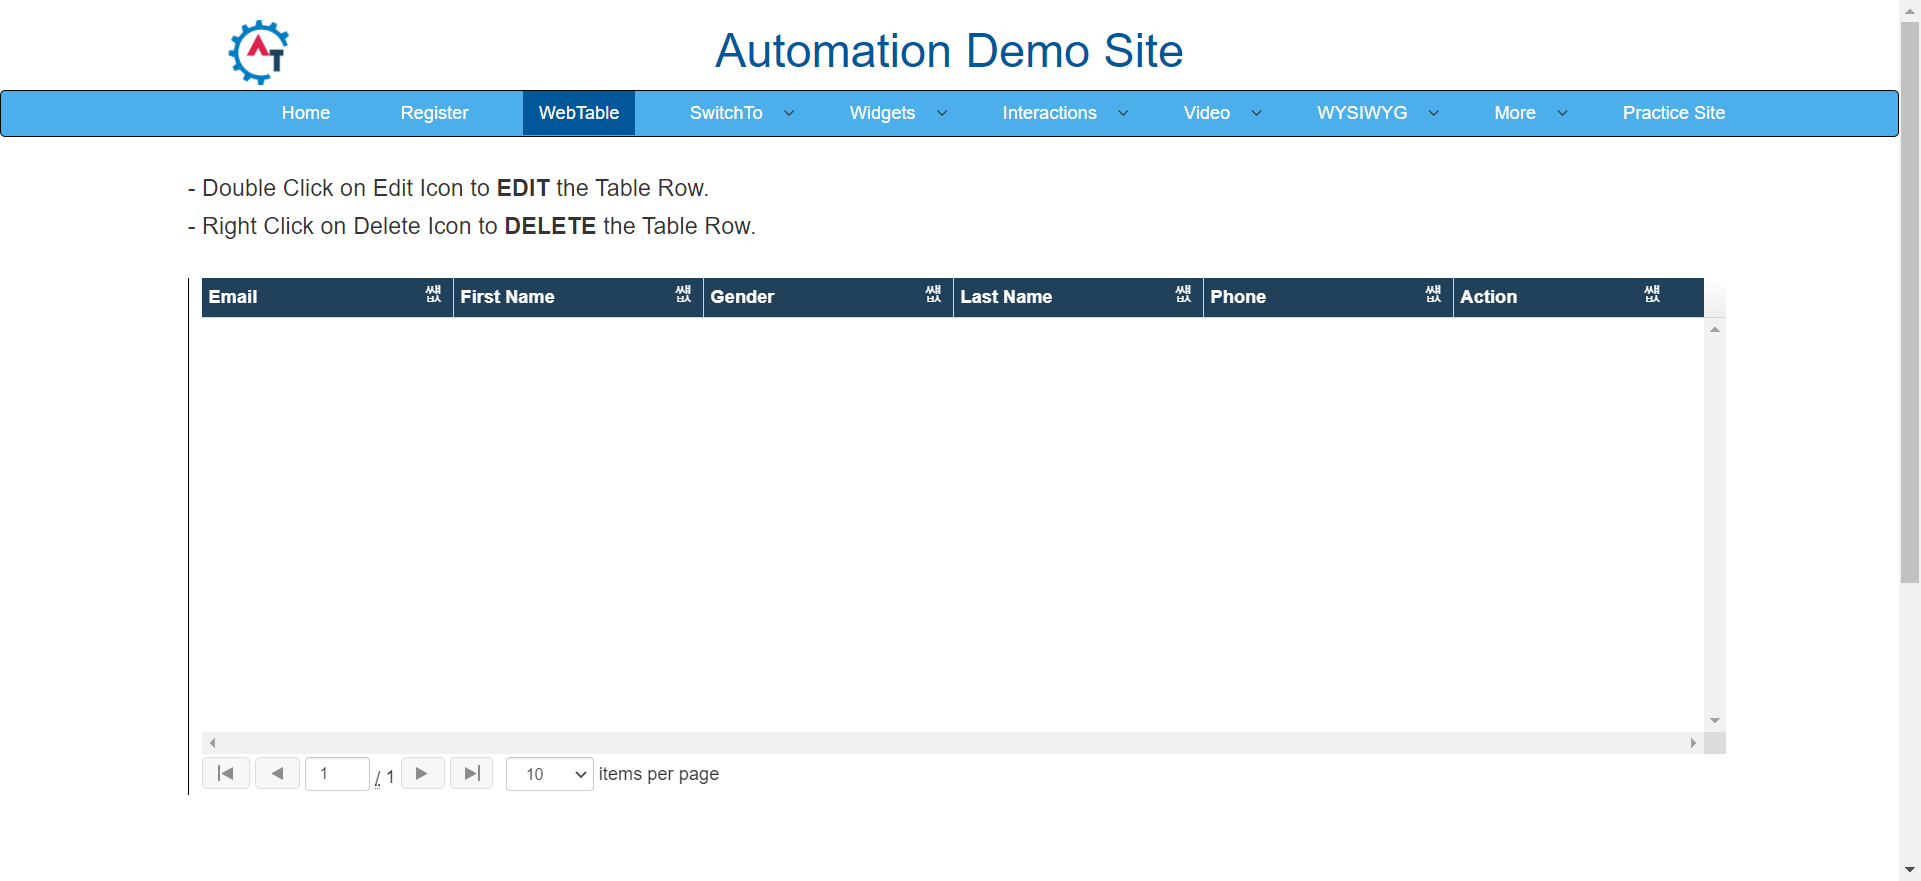 AT
Automation Demo Site
Home Register WebTable SwitchTo Widgets Interactions Video WYSIWYG More Practice Site
- Double Click on Edit Icon to EDIT the Table Row.
- Right Click on Delete Icon to DELETE the Table Row.
Email First Name Gender Last Name Phone Action
1 / 1 10 items per page